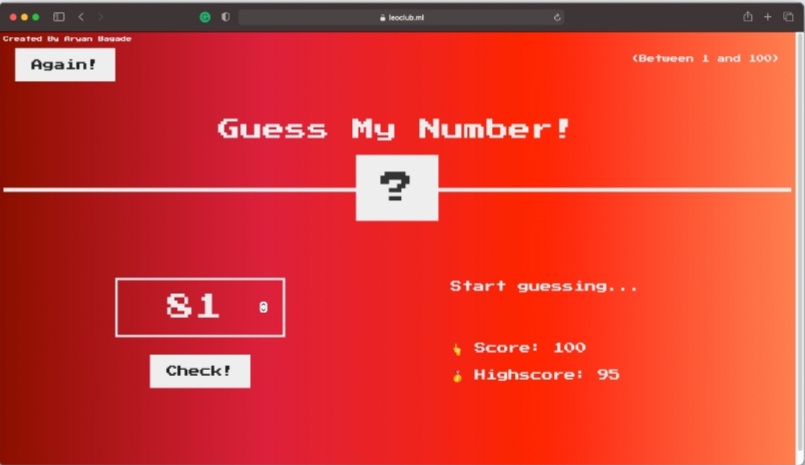 leoclub.ml
Created By Aryan Bagade
Again!
(Between 1 and 100)
Guess My Number!
?
81
Start guessing...
Check!
Score: 100
Highscore: 95